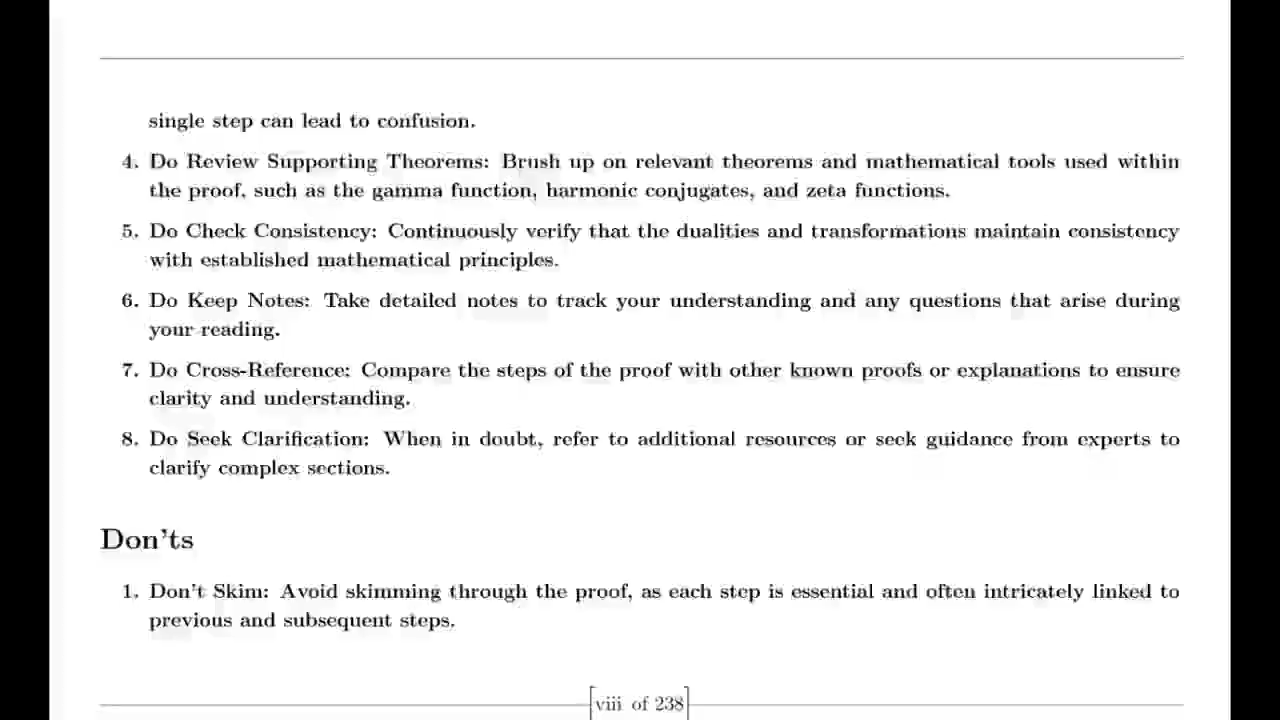 single step can lead to confusion.
4. Do Review Supporting Theorems: Brush up on relevant theorems and mathematical tools used within
the proof, such as the gamma function, harmonic conjugates, and zeta functions.
5. Do Check Consistency: Continuously verify that the dualities and transformations maintain consistency
with established mathematical principles.
6. Do Keep Notes: Take detailed notes to track your understanding and any questions that arise during
your reading.
7. Do Cross-Reference: Compare the steps of the proof with other known proofs or explanations to ensure
clarity and understanding.
8. Do Seek Clarification: When in doubt, refer to additional resources or seek guidance from experts to
clarify complex sections.
Don'ts
1. Don't Skim: Avoid skimming through the proof, as each step is essential and often intricately linked to
previous and subsequent steps.
viii of 238